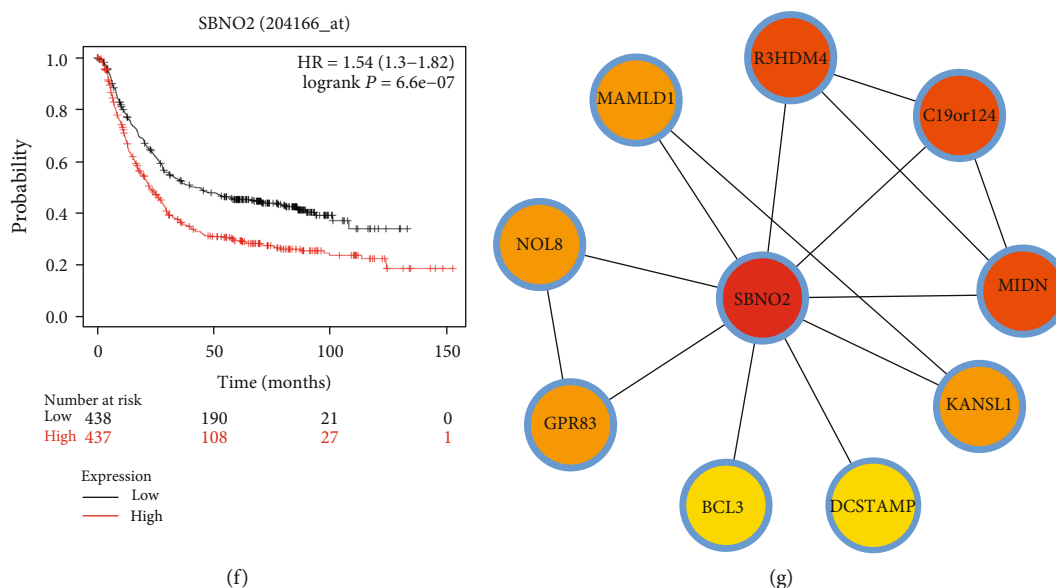 SBNO2 (204166_at)
HR = 1.54 (1.3–1.82)
logrank P = 6.6e–07
Probability
1.0
0.8
0.6
0.4
0.2
0.0
0 50 100 150
Time (months)
Number at risk
Low 438 190 21 0
High 437 108 27 1
Expression
Low
High
(f)
R3HDM4
MAMLD1
C19or124
NOL8
MIDN
SBNO2
KANSL1
GPR83
BCL3
DCSTAMP
(g)